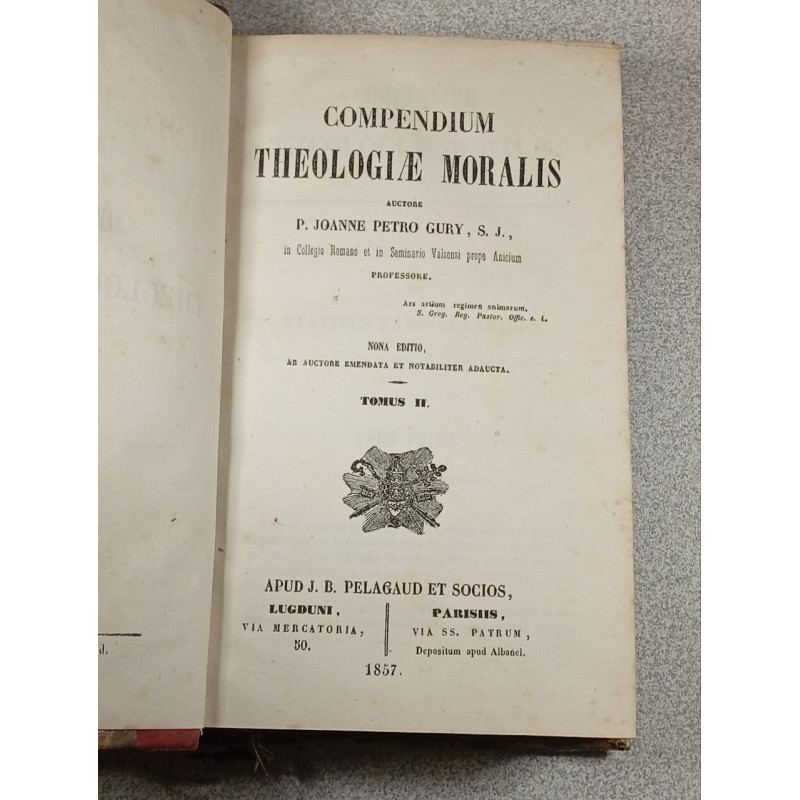 COMPENDIUM
THEOLOGIÆ MORALIS
AUCTORE
P. JOANNE PETRO GURY, S. J.,
in Collegio Romano et in Seminario Valsensi prope Anicium
PROFESSORE.
Ars artium regimen animarum.
S. Greg. Reg. Pastor. Offic. c. 1.
NONA EDITIO,
AB AUCTORE EMENDATA ET NOTABILITER ADAUCTA.
TOMUS II.
APUD J. B. PELAGAUD ET SOCIOS,
LUGDUNI,
VIA MERCATORIA,
50.
PARISIIS,
VIA SS. PATRUM,
Depositum apud Albanel.
1857.
J.